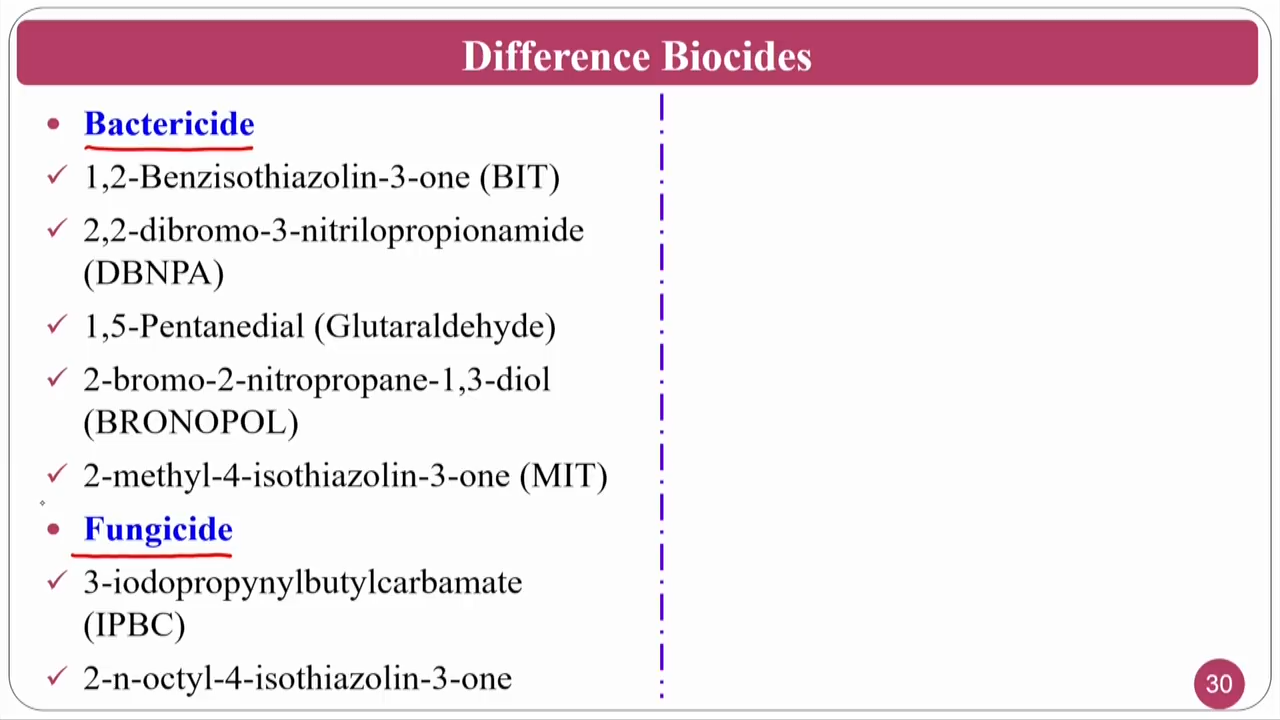 Difference Biocides
Bactericide
1,2-Benzisothiazolin-3-one (BIT)
2,2-dibromo-3-nitrilopropionamide
(DBNPA)
1,5-Pentanedial (Glutaraldehyde)
2-bromo-2-nitropropane-1,3-diol
(BRONOPOL)
2-methyl-4-isothiazolin-3-one (MIT)
Fungicide
3-iodopropynylbutylcarbamate
(IPBC)
2-n-octyl-4-isothiazolin-3-one
30